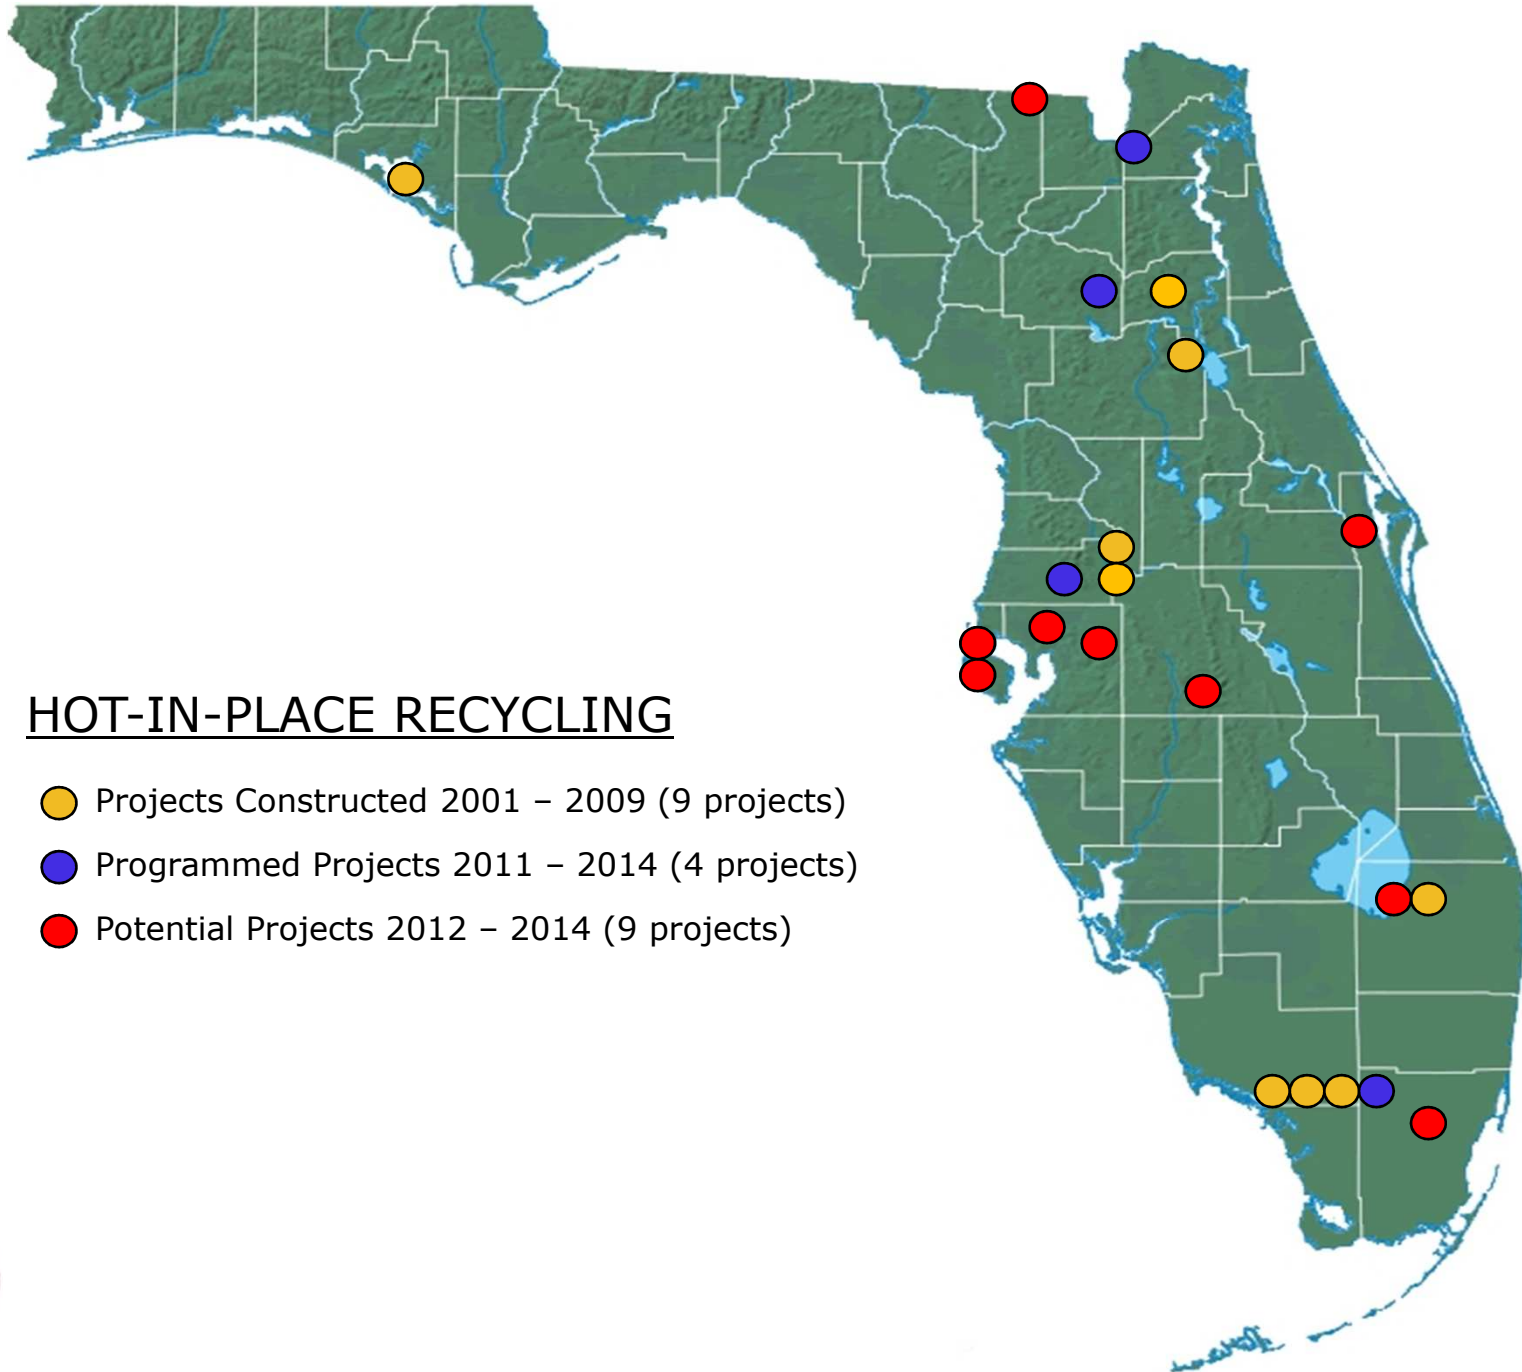 HOT-IN-PLACE RECYCLING
Projects Constructed 2001 – 2009 (9 projects)
Programmed Projects 2011 – 2014 (4 projects)
Potential Projects 2012 – 2014 (9 projects)